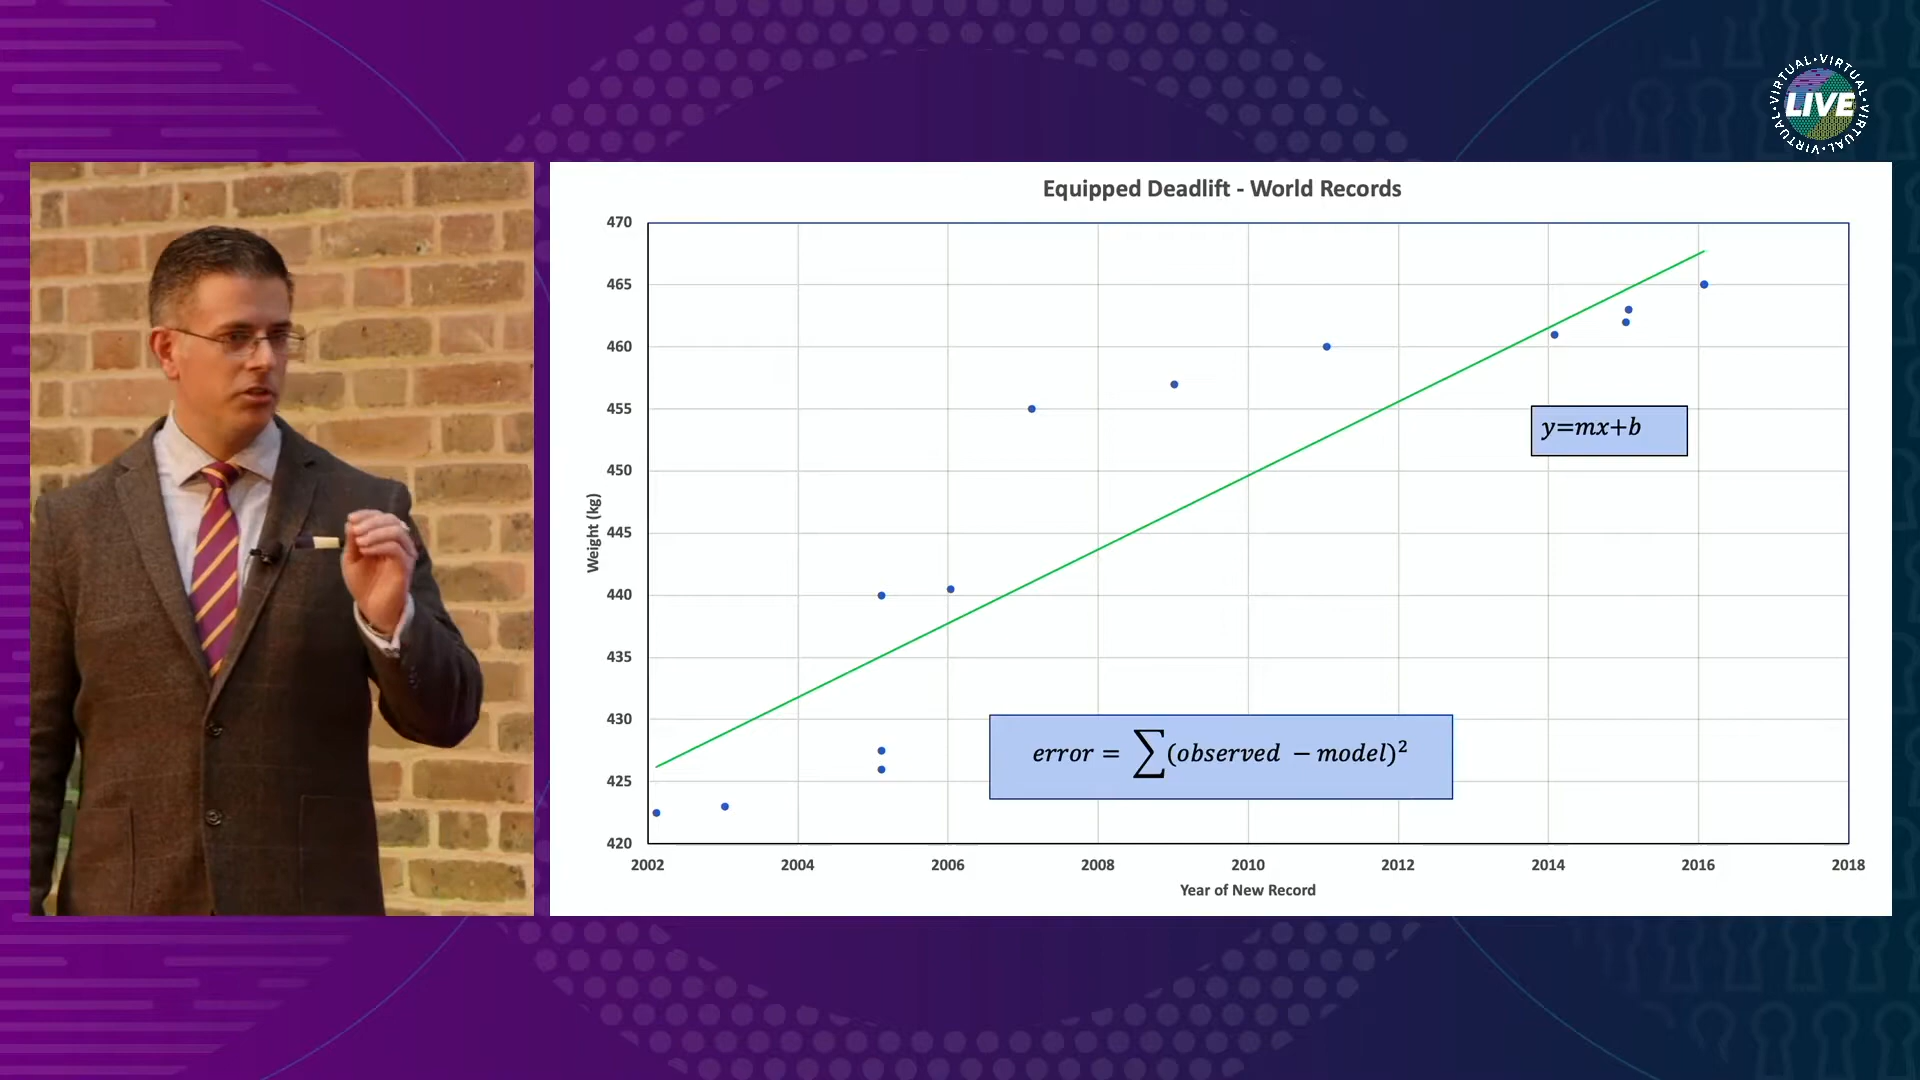 VIRTUAL·VIRTUAL·VIRTUAL·
LIVE
Equipped Deadlift - World Records
470
465
460
455
450
445
440
435
430
425
420
Weight (kg)
y=mx+b
error = ∑(observed − model)²
2002 2004 2006 2008 2010 2012 2014 2016 2018
Year of New Record